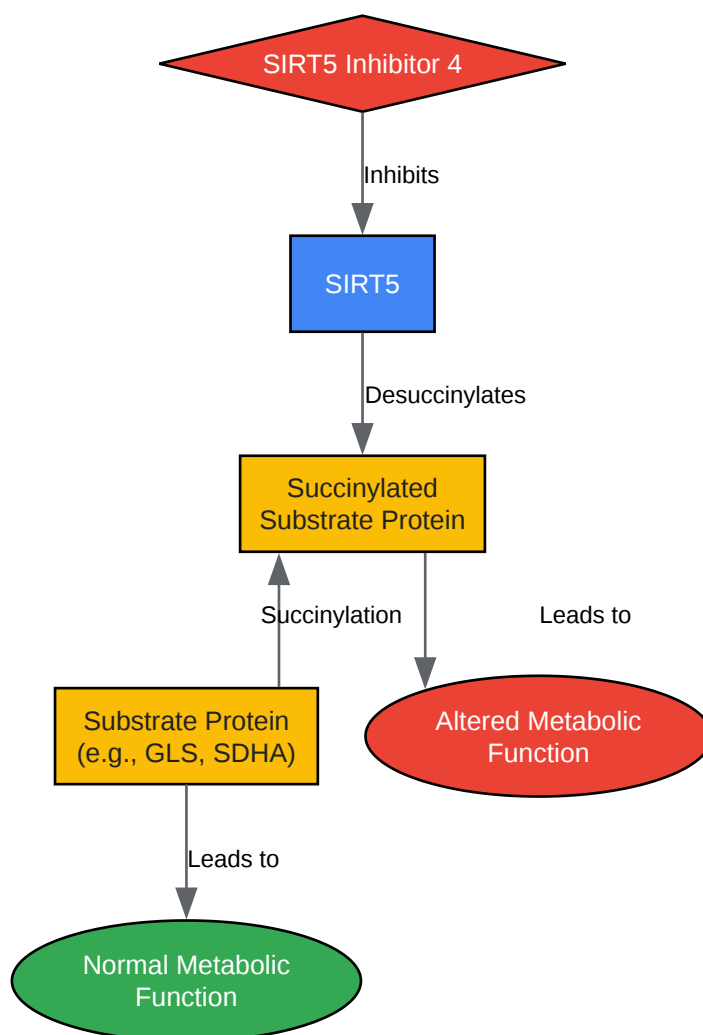 SIRT5 Inhibitor 4
Inhibits
SIRT5
Desuccinylates
Succinylated
Substrate Protein
Succinylation
Leads to
Substrate Protein
(e.g., GLS, SDHA)
Altered Metabolic
Function
Leads to
Normal Metabolic
Function